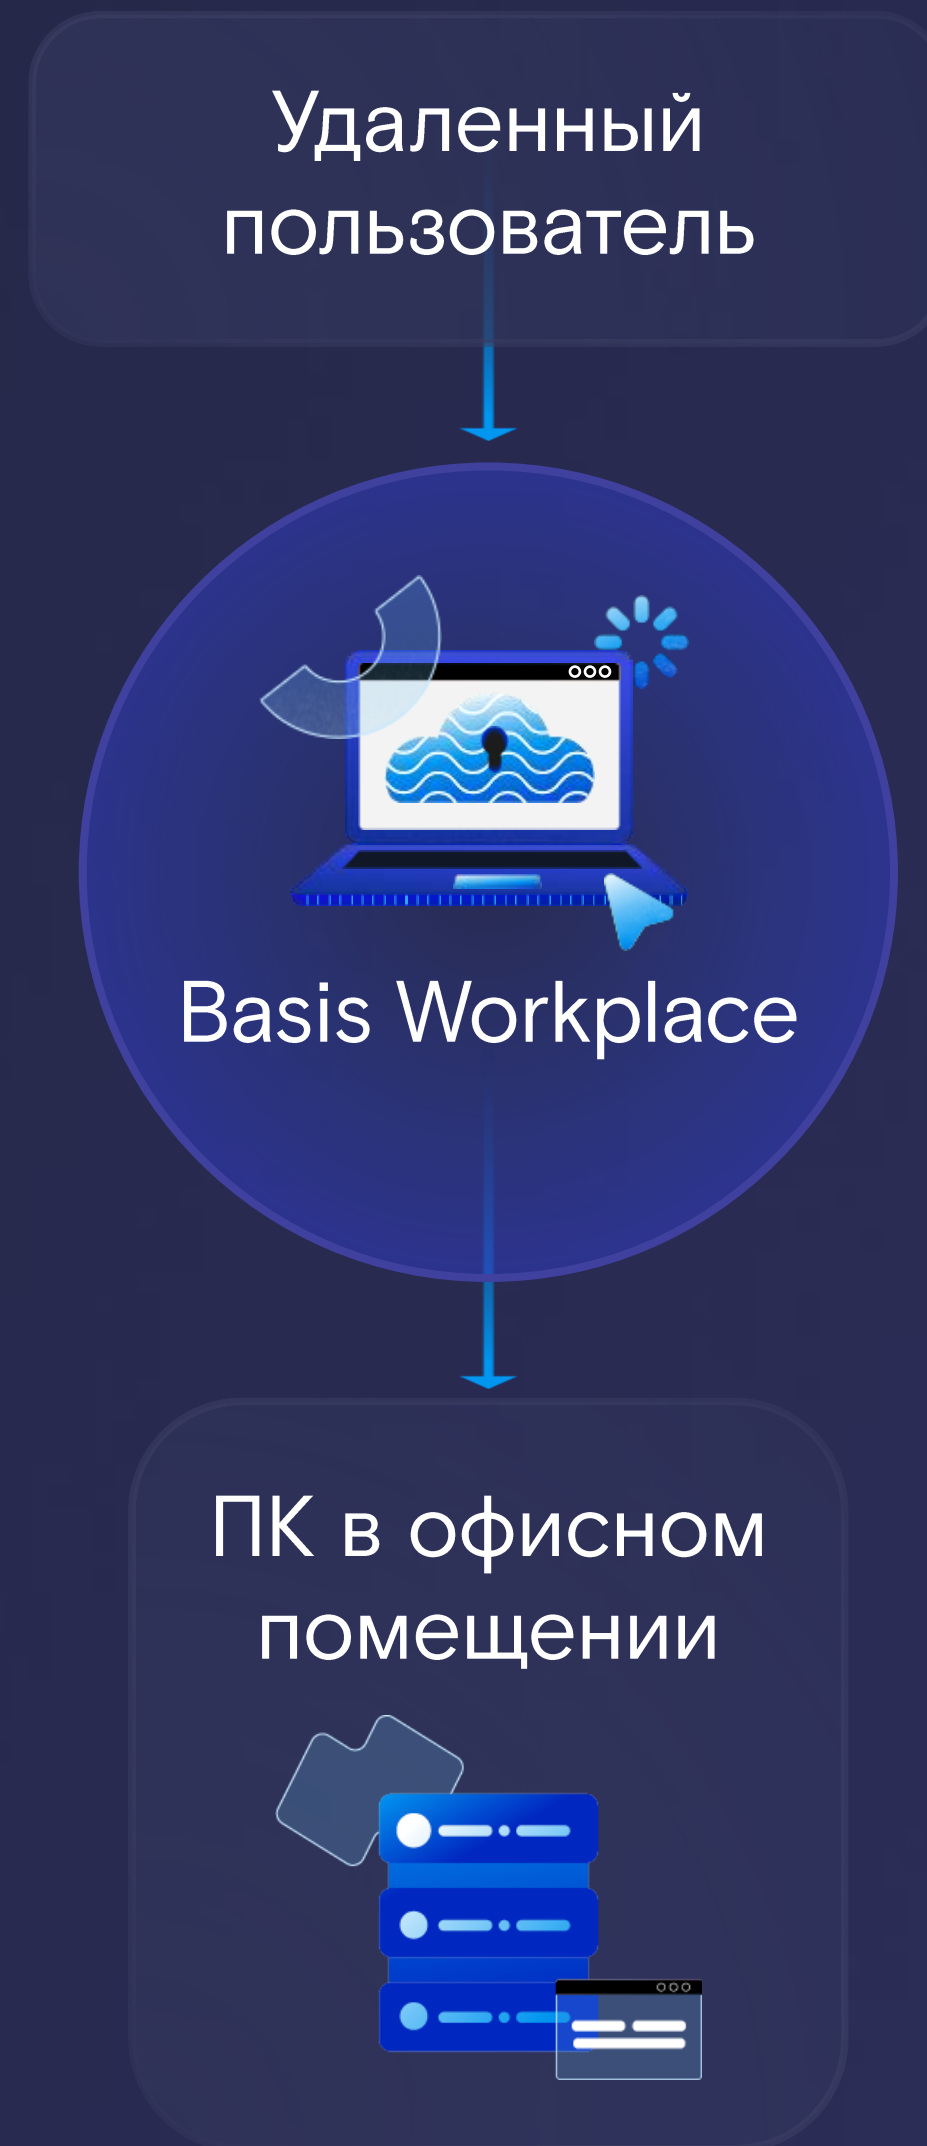 Удаленный
пользователь
Basis Workplace
ПК в офисном
помещении